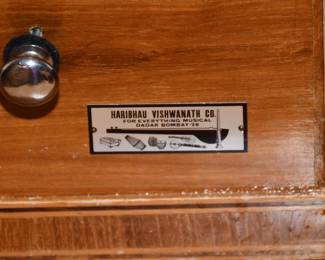 HARIBHAU VISHWANATH CO.
FOR EVERYTHING MUSICAL
DADAR BOMBAY-28